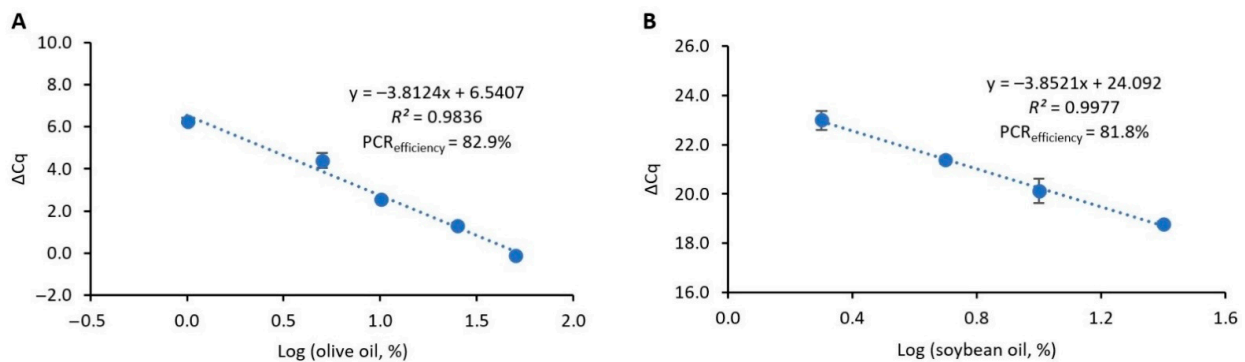 A
10.0
8.0
6.0
4.0
2.0
0.0
–2.0
ΔCq
y = –3.8124x + 6.5407
R² = 0.9836
PCRefficiency = 82.9%
–0.5 0.0 0.5 1.0 1.5 2.0
Log (olive oil, %)
B
26.0
24.0
22.0
20.0
18.0
16.0
ΔCq
y = –3.8521x + 24.092
R² = 0.9977
PCRefficiency = 81.8%
0.0 0.4 0.8 1.2 1.6
Log (soybean oil, %)